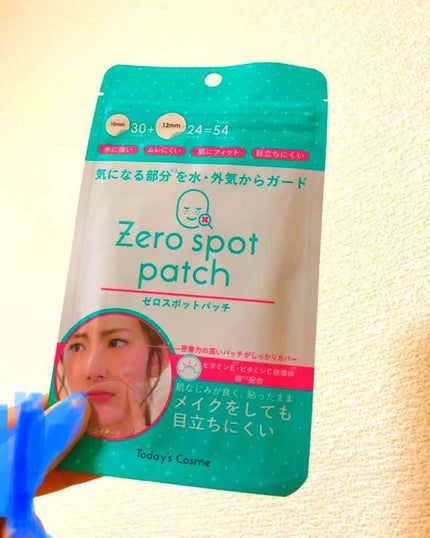 10mm 30+ 12mm 24=54
水に強い ムレにくい 肌にフィット 目立ちにくい
気になる部分を水・外気からガード
Zero spot
patch
ゼロスポットパッチ
密着力の高いパッチがしっかりカバー
ビタミンE・ビタミンC誘導体
配合
肌なじみが良く、貼ったまま
メイクをしても
目立ちにくい
Today's Cosme